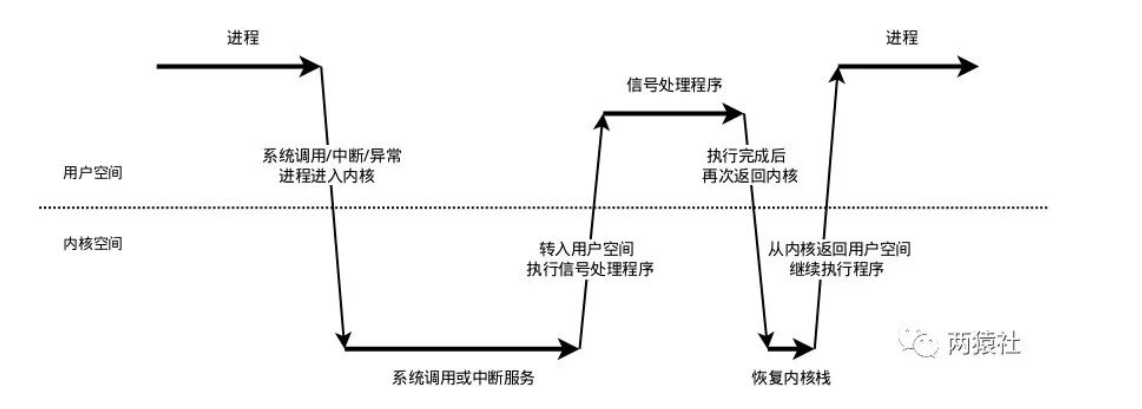 进程
进程
信号处理程序
系统调用/中断/异常
进程进入内核
执行完成后
再次返回内核
用户空间
内核空间
转入用户空间
执行信号处理程序
从内核返回用户空间
继续执行程序
两猿社
系统调用或中断服务
恢复内核栈